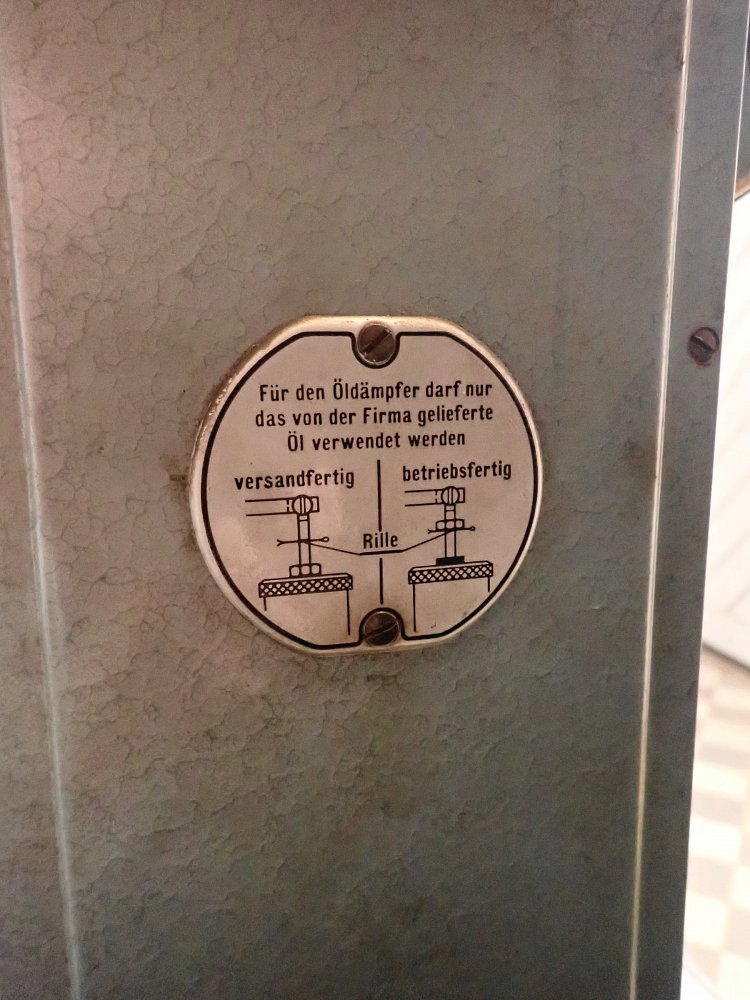 Für den Öldämpfer darf nur
das von der Firma gelieferte
Öl verwendet werden
versandfertig
betriebsfertig
Rille